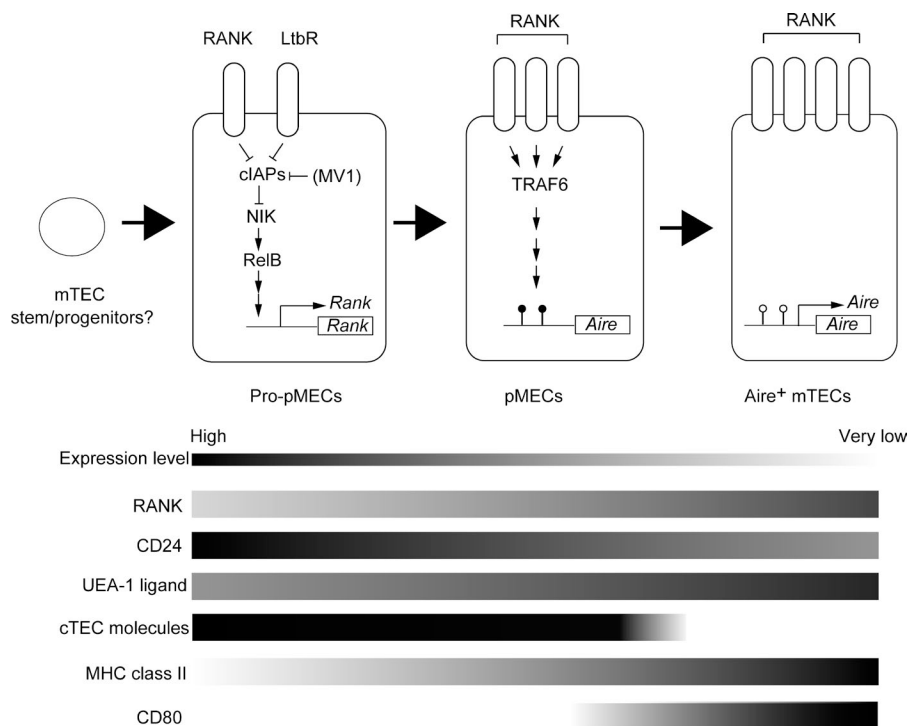 RANK LtbR
RANK
RANK
cIAPs (MV1)
NIK
RelB
Rank
Rank
TRAF6
Aire
Aire
Aire
mTEC
stem/progenitors?
Pro-pMECs
pMECs
Aire+ mTECs
High
Very low
Expression level
RANK
CD24
UEA-1 ligand
cTEC molecules
MHC class II
CD80